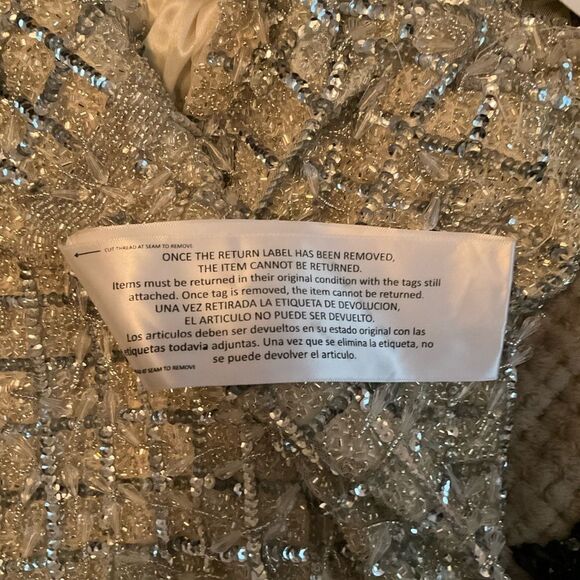 CUT THREAD AT SEAM TO REMOVE
ONCE THE RETURN LABEL HAS BEEN REMOVED,
THE ITEM CANNOT BE RETURNED.
Items must be returned in their original condition with the tags still
attached. Once tag is removed, the item cannot be returned.
UNA VEZ RETIRADA LA ETIQUETA DE DEVOLUCION,
EL ARTICULO NO PUEDE SER DEVUELTO.
Los articulos deben ser devueltos en su estado original con las
etiquetas todavia adjuntas. Una vez que se elimina la etiqueta, no
se puede devolver el articulo.
AT SEAM TO REMOVE